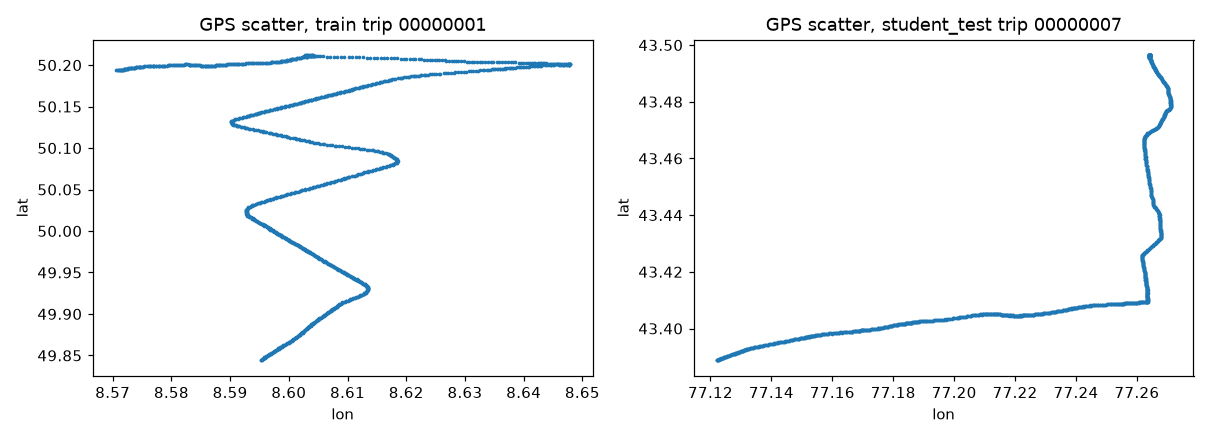 GPS scatter, train trip 00000001
50.20
50.15
50.10
50.05
50.00
49.95
49.90
49.85
lat
8.57 8.58 8.59 8.60 8.61 8.62 8.63 8.64 8.65
lon
GPS scatter, student_test trip 00000007
43.50
43.48
43.46
43.44
43.42
43.40
lat
77.12 77.14 77.16 77.18 77.20 77.22 77.24 77.26
lon